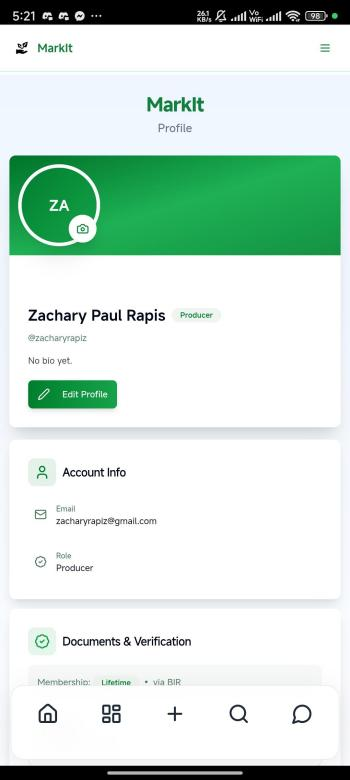 5:21
26.1
KB/s
Vo
WiFi
98
MarkIt
MarkIt
Profile
ZA
Zachary Paul Rapis Producer
@zacharyrapiz
No bio yet.
Edit Profile
Account Info
Email
zacharyrapiz@gmail.com
Role
Producer
Documents & Verification
Membership: Lifetime • via BIR